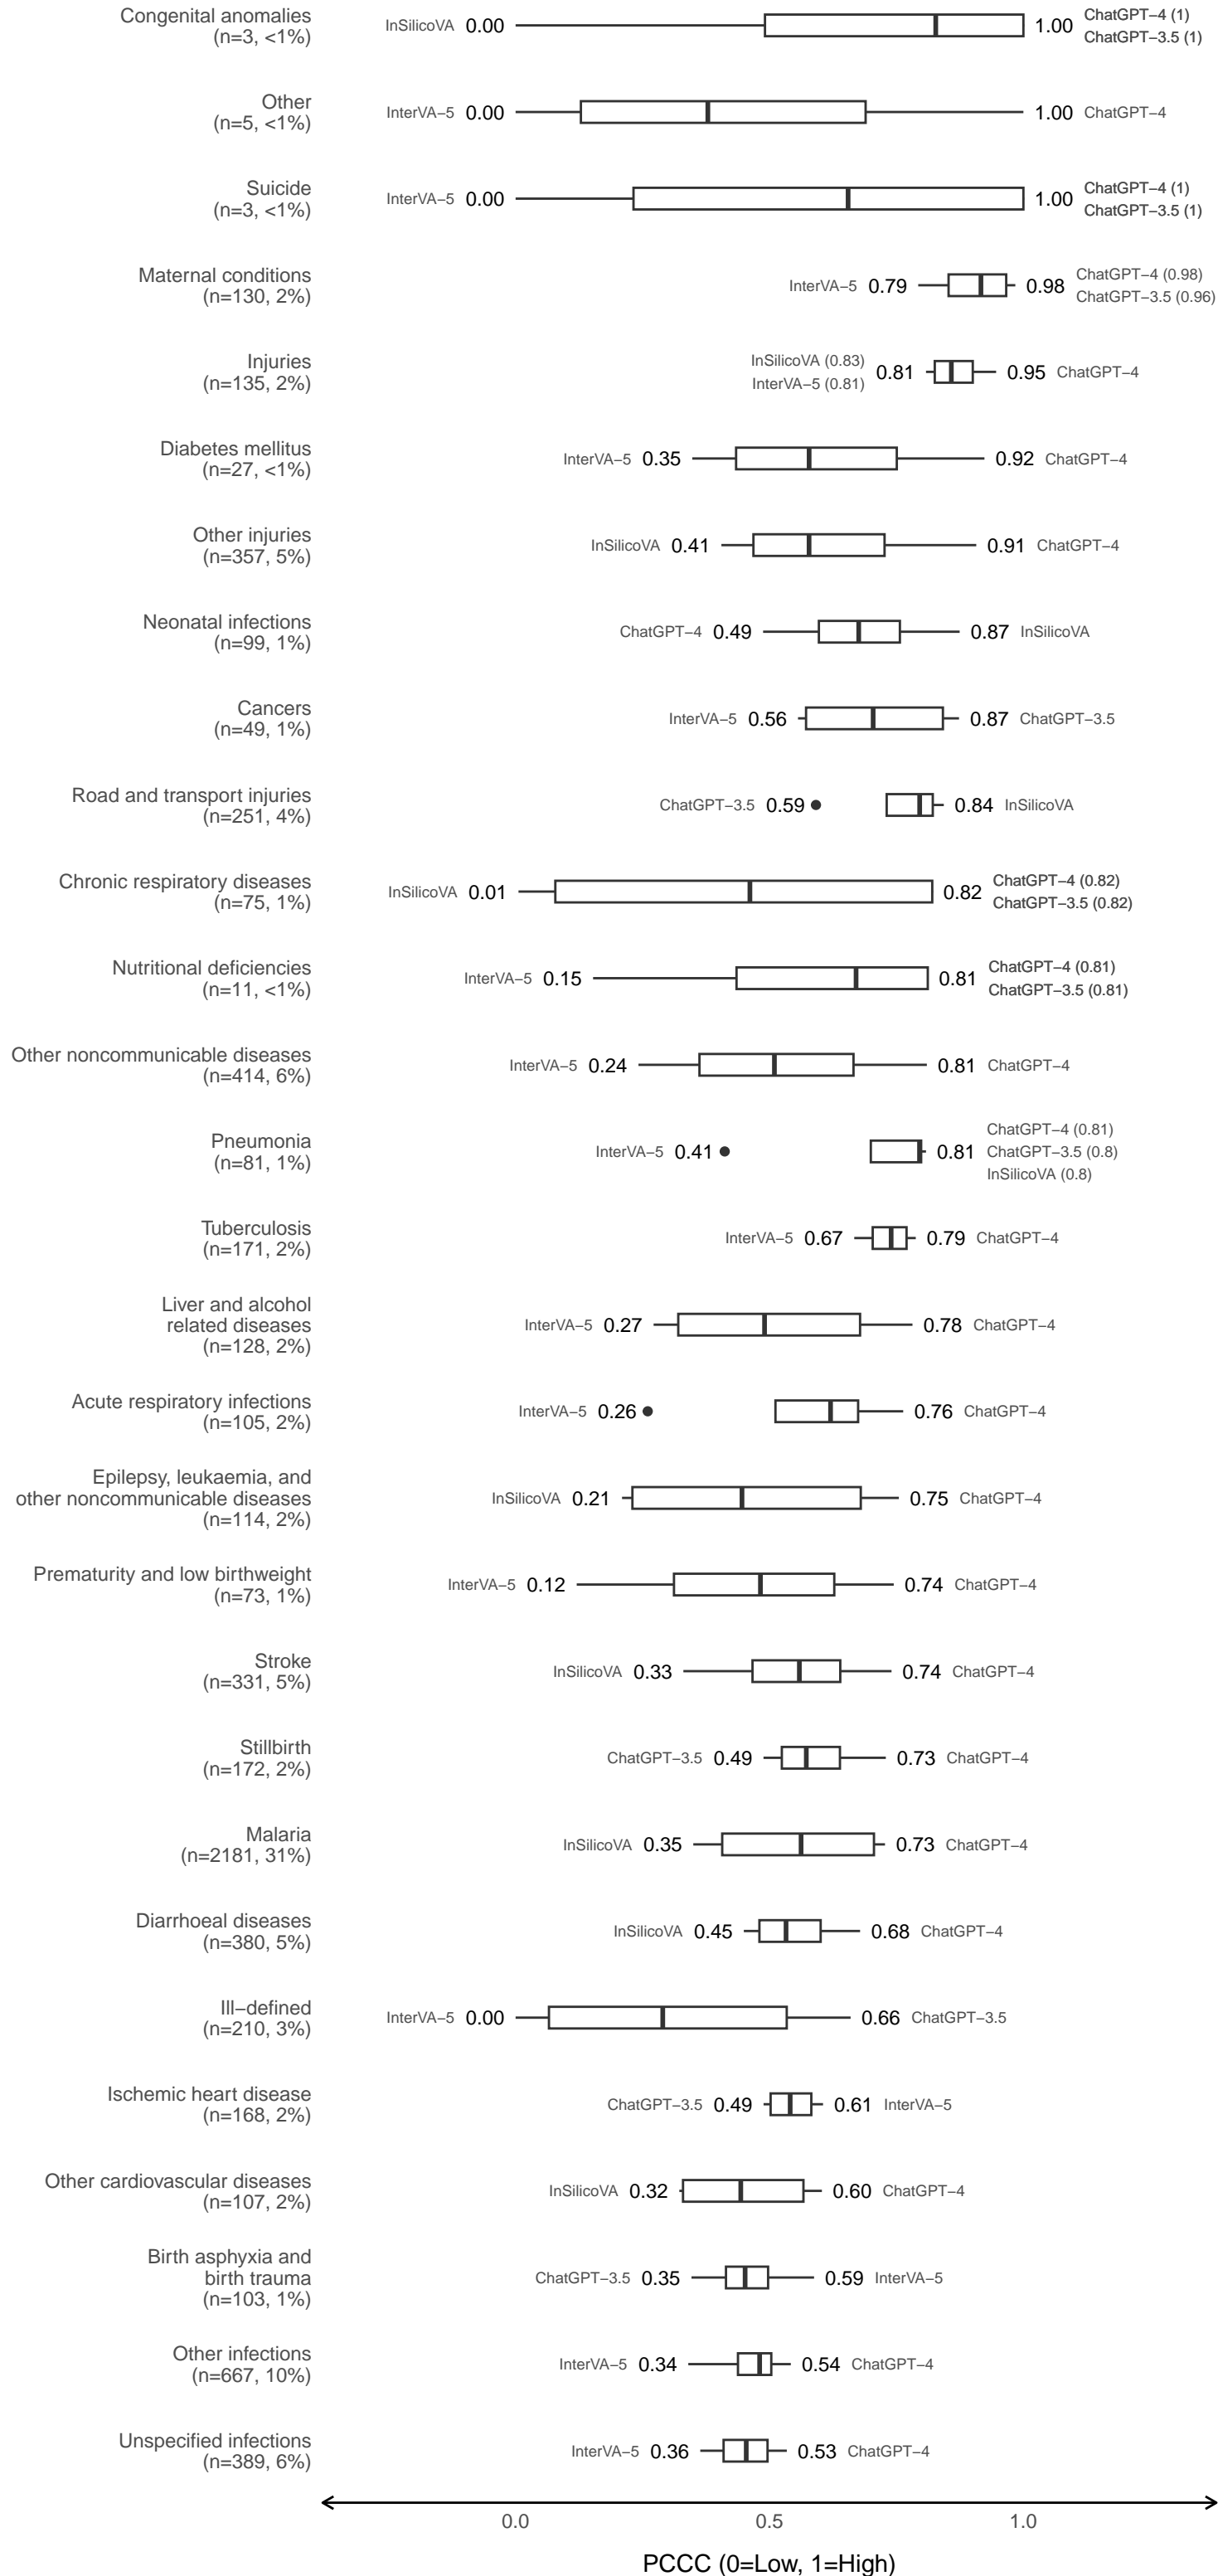 Congenital anomalies
(n=3, <1%)
InSilicoVA 0.00
1.00
ChatGPT−4 (1)
ChatGPT−3.5 (1)
Other
(n=5, <1%)
InterVA−5 0.00
1.00 ChatGPT−4
Suicide
(n=3, <1%)
InterVA−5 0.00
1.00
ChatGPT−4 (1)
ChatGPT−3.5 (1)
Maternal conditions
(n=130, 2%)
InterVA−5 0.79
0.98
ChatGPT−4 (0.98)
ChatGPT−3.5 (0.96)
Injuries
(n=135, 2%)
InSilicoVA (0.83)
InterVA−5 (0.81)
0.81
0.95 ChatGPT−4
Diabetes mellitus
(n=27, <1%)
InterVA−5 0.35
0.92 ChatGPT−4
Other injuries
(n=357, 5%)
InSilicoVA 0.41
0.91 ChatGPT−4
Neonatal infections
(n=99, 1%)
ChatGPT−4 0.49
0.87 InSilicoVA
Cancers
(n=49, 1%)
InterVA−5 0.56
0.87 ChatGPT−3.5
Road and transport injuries
(n=251, 4%)
ChatGPT−3.5 0.59
0.84 InSilicoVA
Chronic respiratory diseases
(n=75, 1%)
InSilicoVA 0.01
0.82
ChatGPT−4 (0.82)
ChatGPT−3.5 (0.82)
Nutritional deficiencies
(n=11, <1%)
InterVA−5 0.15
0.81
ChatGPT−4 (0.81)
ChatGPT−3.5 (0.81)
Other noncommunicable diseases
(n=414, 6%)
InterVA−5 0.24
0.81 ChatGPT−4
Pneumonia
(n=81, 1%)
InterVA−5 0.41
0.81
ChatGPT−4 (0.81)
ChatGPT−3.5 (0.8)
InSilicoVA (0.8)
Tuberculosis
(n=171, 2%)
InterVA−5 0.67
0.79 ChatGPT−4
Liver and alcohol
related diseases
(n=128, 2%)
InterVA−5 0.27
0.78 ChatGPT−4
Acute respiratory infections
(n=105, 2%)
InterVA−5 0.26
0.76 ChatGPT−4
Epilepsy, leukaemia, and
other noncommunicable diseases
(n=114, 2%)
InSilicoVA 0.21
0.75 ChatGPT−4
Prematurity and low birthweight
(n=73, 1%)
InterVA−5 0.12
0.74 ChatGPT−4
Stroke
(n=331, 5%)
InSilicoVA 0.33
0.74 ChatGPT−4
Stillbirth
(n=172, 2%)
ChatGPT−3.5 0.49
0.73 ChatGPT−4
Malaria
(n=2181, 31%)
InSilicoVA 0.35
0.73 ChatGPT−4
Diarrhoeal diseases
(n=380, 5%)
InSilicoVA 0.45
0.68 ChatGPT−4
Ill−defined
(n=210, 3%)
InterVA−5 0.00
0.66 ChatGPT−3.5
Ischemic heart disease
(n=168, 2%)
ChatGPT−3.5 0.49
0.61 InterVA−5
Other cardiovascular diseases
(n=107, 2%)
InSilicoVA 0.32
0.60 ChatGPT−4
Birth asphyxia and
birth trauma
(n=103, 1%)
ChatGPT−3.5 0.35
0.59 InterVA−5
Other infections
(n=667, 10%)
InterVA−5 0.34
0.54 ChatGPT−4
Unspecified infections
(n=389, 6%)
InterVA−5 0.36
0.53 ChatGPT−4
0.0 0.5 1.0
PCCC (0=Low, 1=High)